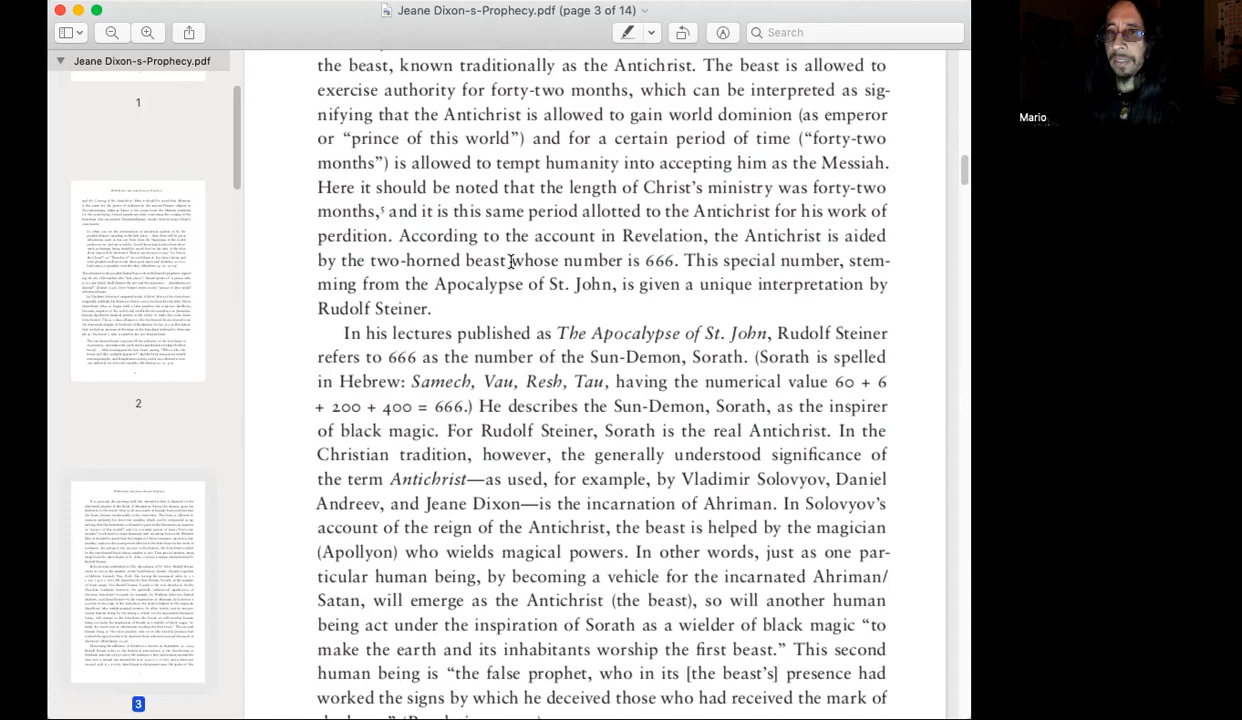 Jeane Dixon-s-Prophecy.pdf (page 3 of 14)
Search
Jeane Dixon-s-Prophecy.pdf
1
2
3
the beast, known traditionally as the Antichrist. The beast is allowed to
exercise authority for forty-two months, which can be interpreted as sig-
nifying that the Antichrist is allowed to gain world dominion (as emperor
or “prince of this world”) and for a certain period of time (“forty-two
months”) is allowed to tempt humanity into accepting him as the Messiah.
Here it should be noted that the length of Christ’s ministry was forty-two
months,⁵ and it is this same period allotted to the Antichrist for his work of
perdition. According to the account in Revelation, the Antichrist is aided
by the two-horned beast whose number is 666. This special number, stem-
ming from the Apocalypse of St. John, is given a unique interpretation by
Rudolf Steiner.
In his lectures published as The Apocalypse of St. John, Rudolf Steiner
refers to 666 as the number of the Sun-Demon, Sorath. (Sorath is spelled
in Hebrew: Samech, Vau, Resh, Tau, having the numerical value 60 + 6
+ 200 + 400 = 666.) He describes the Sun-Demon, Sorath, as the inspirer
of black magic. For Rudolf Steiner, Sorath is the real Antichrist. In the
Christian tradition, however, the generally understood significance of
the term Antichrist—as used, for example, by Vladimir Solovyov, Daniel
Andreev, and Jeane Dixon—is the incarnation of Ahriman. In Solovyov’s
account of the reign of the Antichrist, the beast is helped by the magician
(Apollyon) who wields magical powers. In other words, just as one par-
ticular human being, by becoming a vehicle for the incarnated Ahriman/
Satan, will emerge as the Antichrist (the beast), so will another human
being act under the inspiration of Sorath as a wielder of black magic “to
make the earth and its inhabitants worship the first beast.” This second
human being is “the false prophet, who in its [the beast’s] presence had
worked the signs by which he deceived those who had received the mark of
Mario